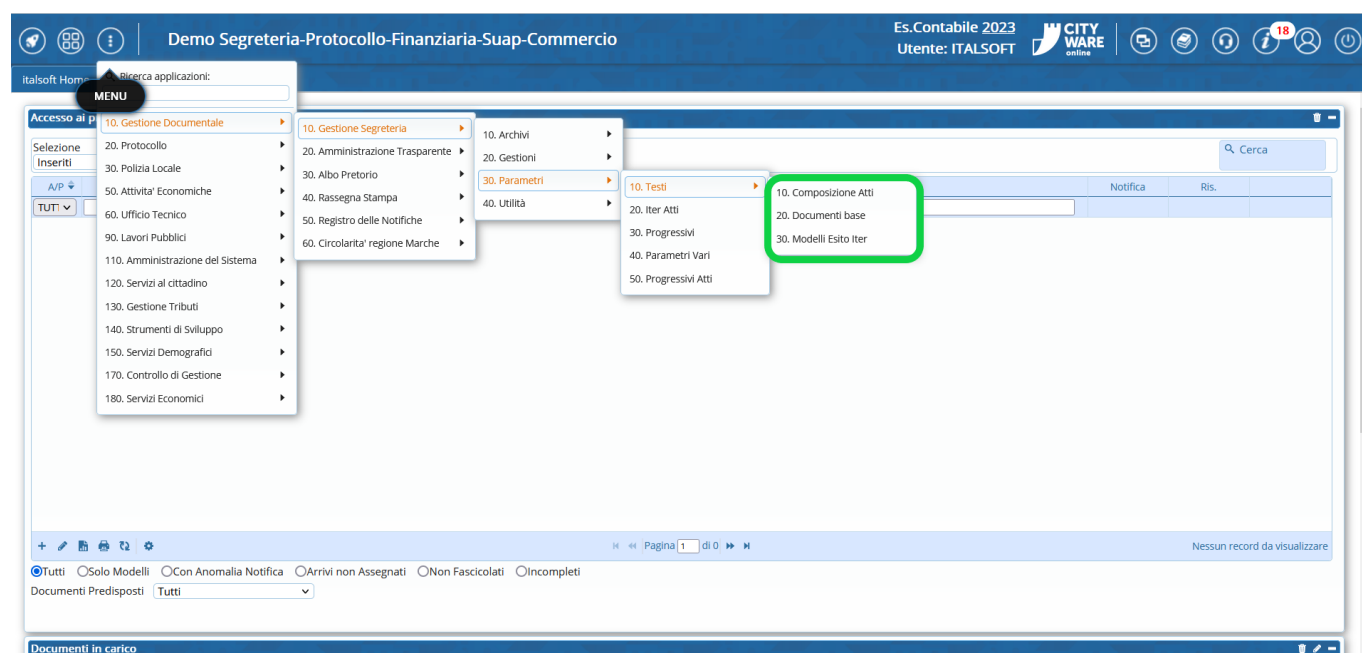 Demo Segreteria-Protocollo-Finanziaria-Suap-Commercio
Es.Contabile 2023
Utente: ITALSOFT
CITY
WARE
online
18
italsoft Home
Ricerca applicazioni:
MENU
Accesso ai p
10. Gestione Documentale
20. Protocollo
30. Polizia Locale
50. Attivita' Economiche
60. Ufficio Tecnico
90. Lavori Pubblici
110. Amministrazione del Sistema
120. Servizi al cittadino
130. Gestione Tributi
140. Strumenti di Sviluppo
150. Servizi Demografici
170. Controllo di Gestione
180. Servizi Economici
10. Gestione Segreteria
20. Amministrazione Trasparente
30. Albo Pretorio
40. Rassegna Stampa
50. Registro delle Notifiche
60. Circolarita' regione Marche
10. Archivi
20. Gestioni
30. Parametri
40. Utilità
10. Testi
20. Iter Atti
30. Progressivi
40. Parametri Vari
50. Progressivi Atti
10. Composizione Atti
20. Documenti base
30. Modelli Esito Iter
Selezione
Inseriti
Cerca
A/P
Notifica
Ris.
TUT
Pagina 1 di 0
Nessun record da visualizzare
Tutti Solo Modelli Con Anomalia Notifica Arrivi non Assegnati Non Fascicolati Incompleti
Documenti Predisposti Tutti
Documenti in carico